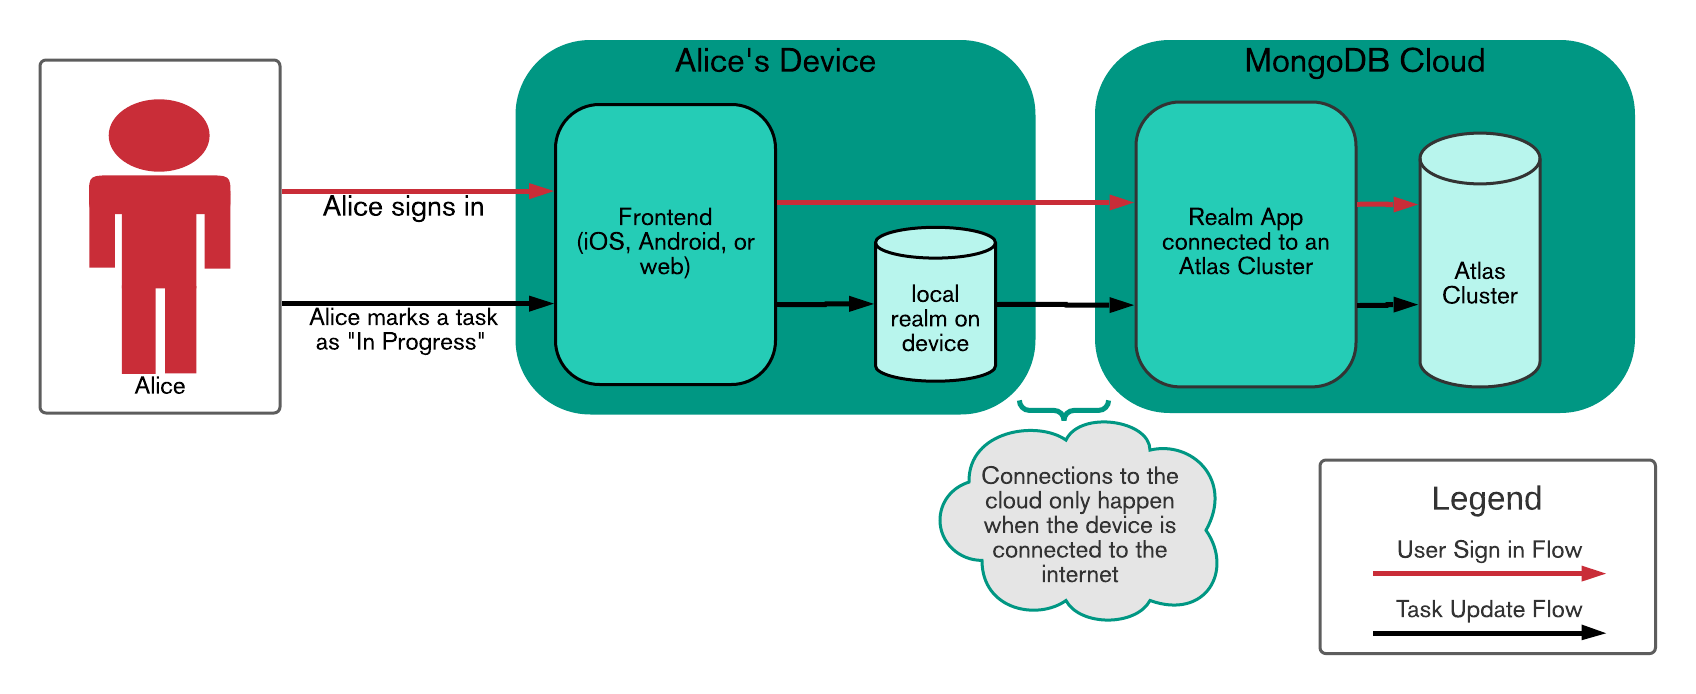 Alice
Alice signs in
Alice marks a task
as "In Progress"
Alice's Device
Frontend
(iOS, Android, or
web)
local
realm on
device
MongoDB Cloud
Realm App
connected to an
Atlas Cluster
Atlas
Cluster
Connections to the
cloud only happen
when the device is
connected to the
internet
Legend
User Sign in Flow
Task Update Flow